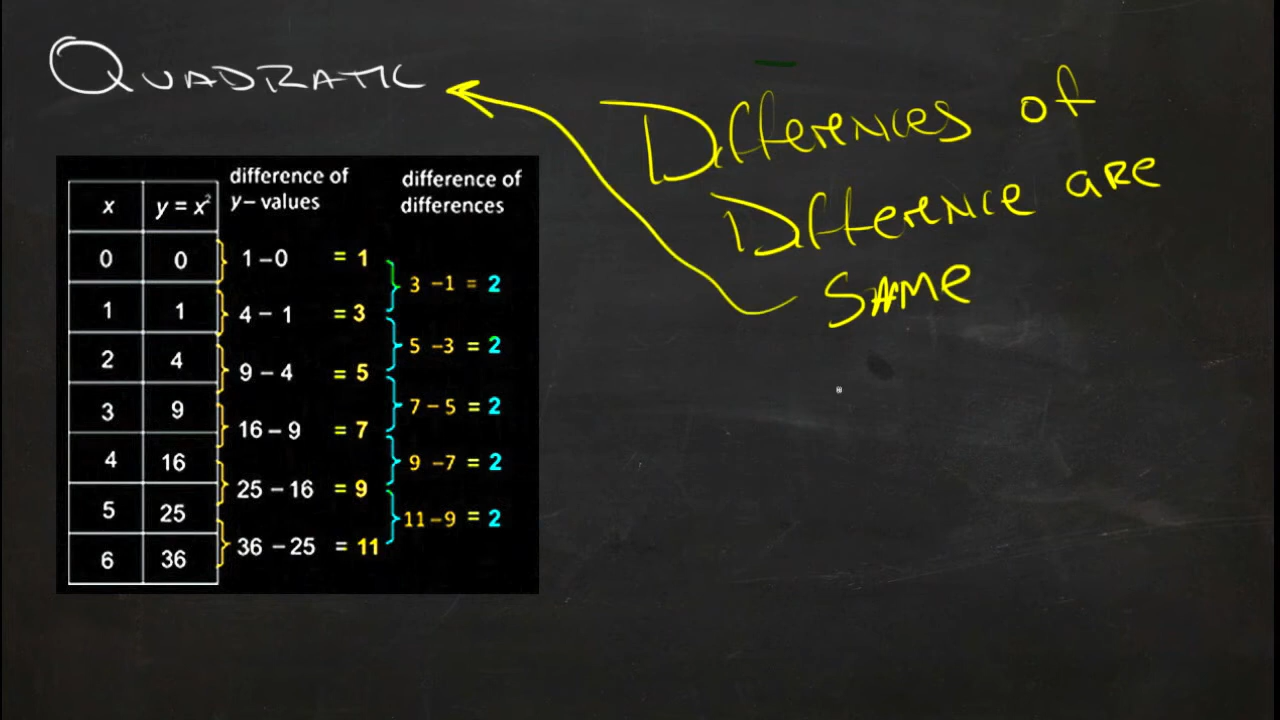 QUADRATIC
Differences of
Difference are
same
difference of
y– values
difference of
differences
x y = x²
0 0
1 – 0 = 1
3 – 1 = 2
1 1
4 – 1 = 3
5 – 3 = 2
2 4
9 – 4 = 5
7 – 5 = 2
3 9
16 – 9 = 7
9 – 7 = 2
4 16
25 – 16 = 9
11 – 9 = 2
5 25
36 – 25 = 11
6 36